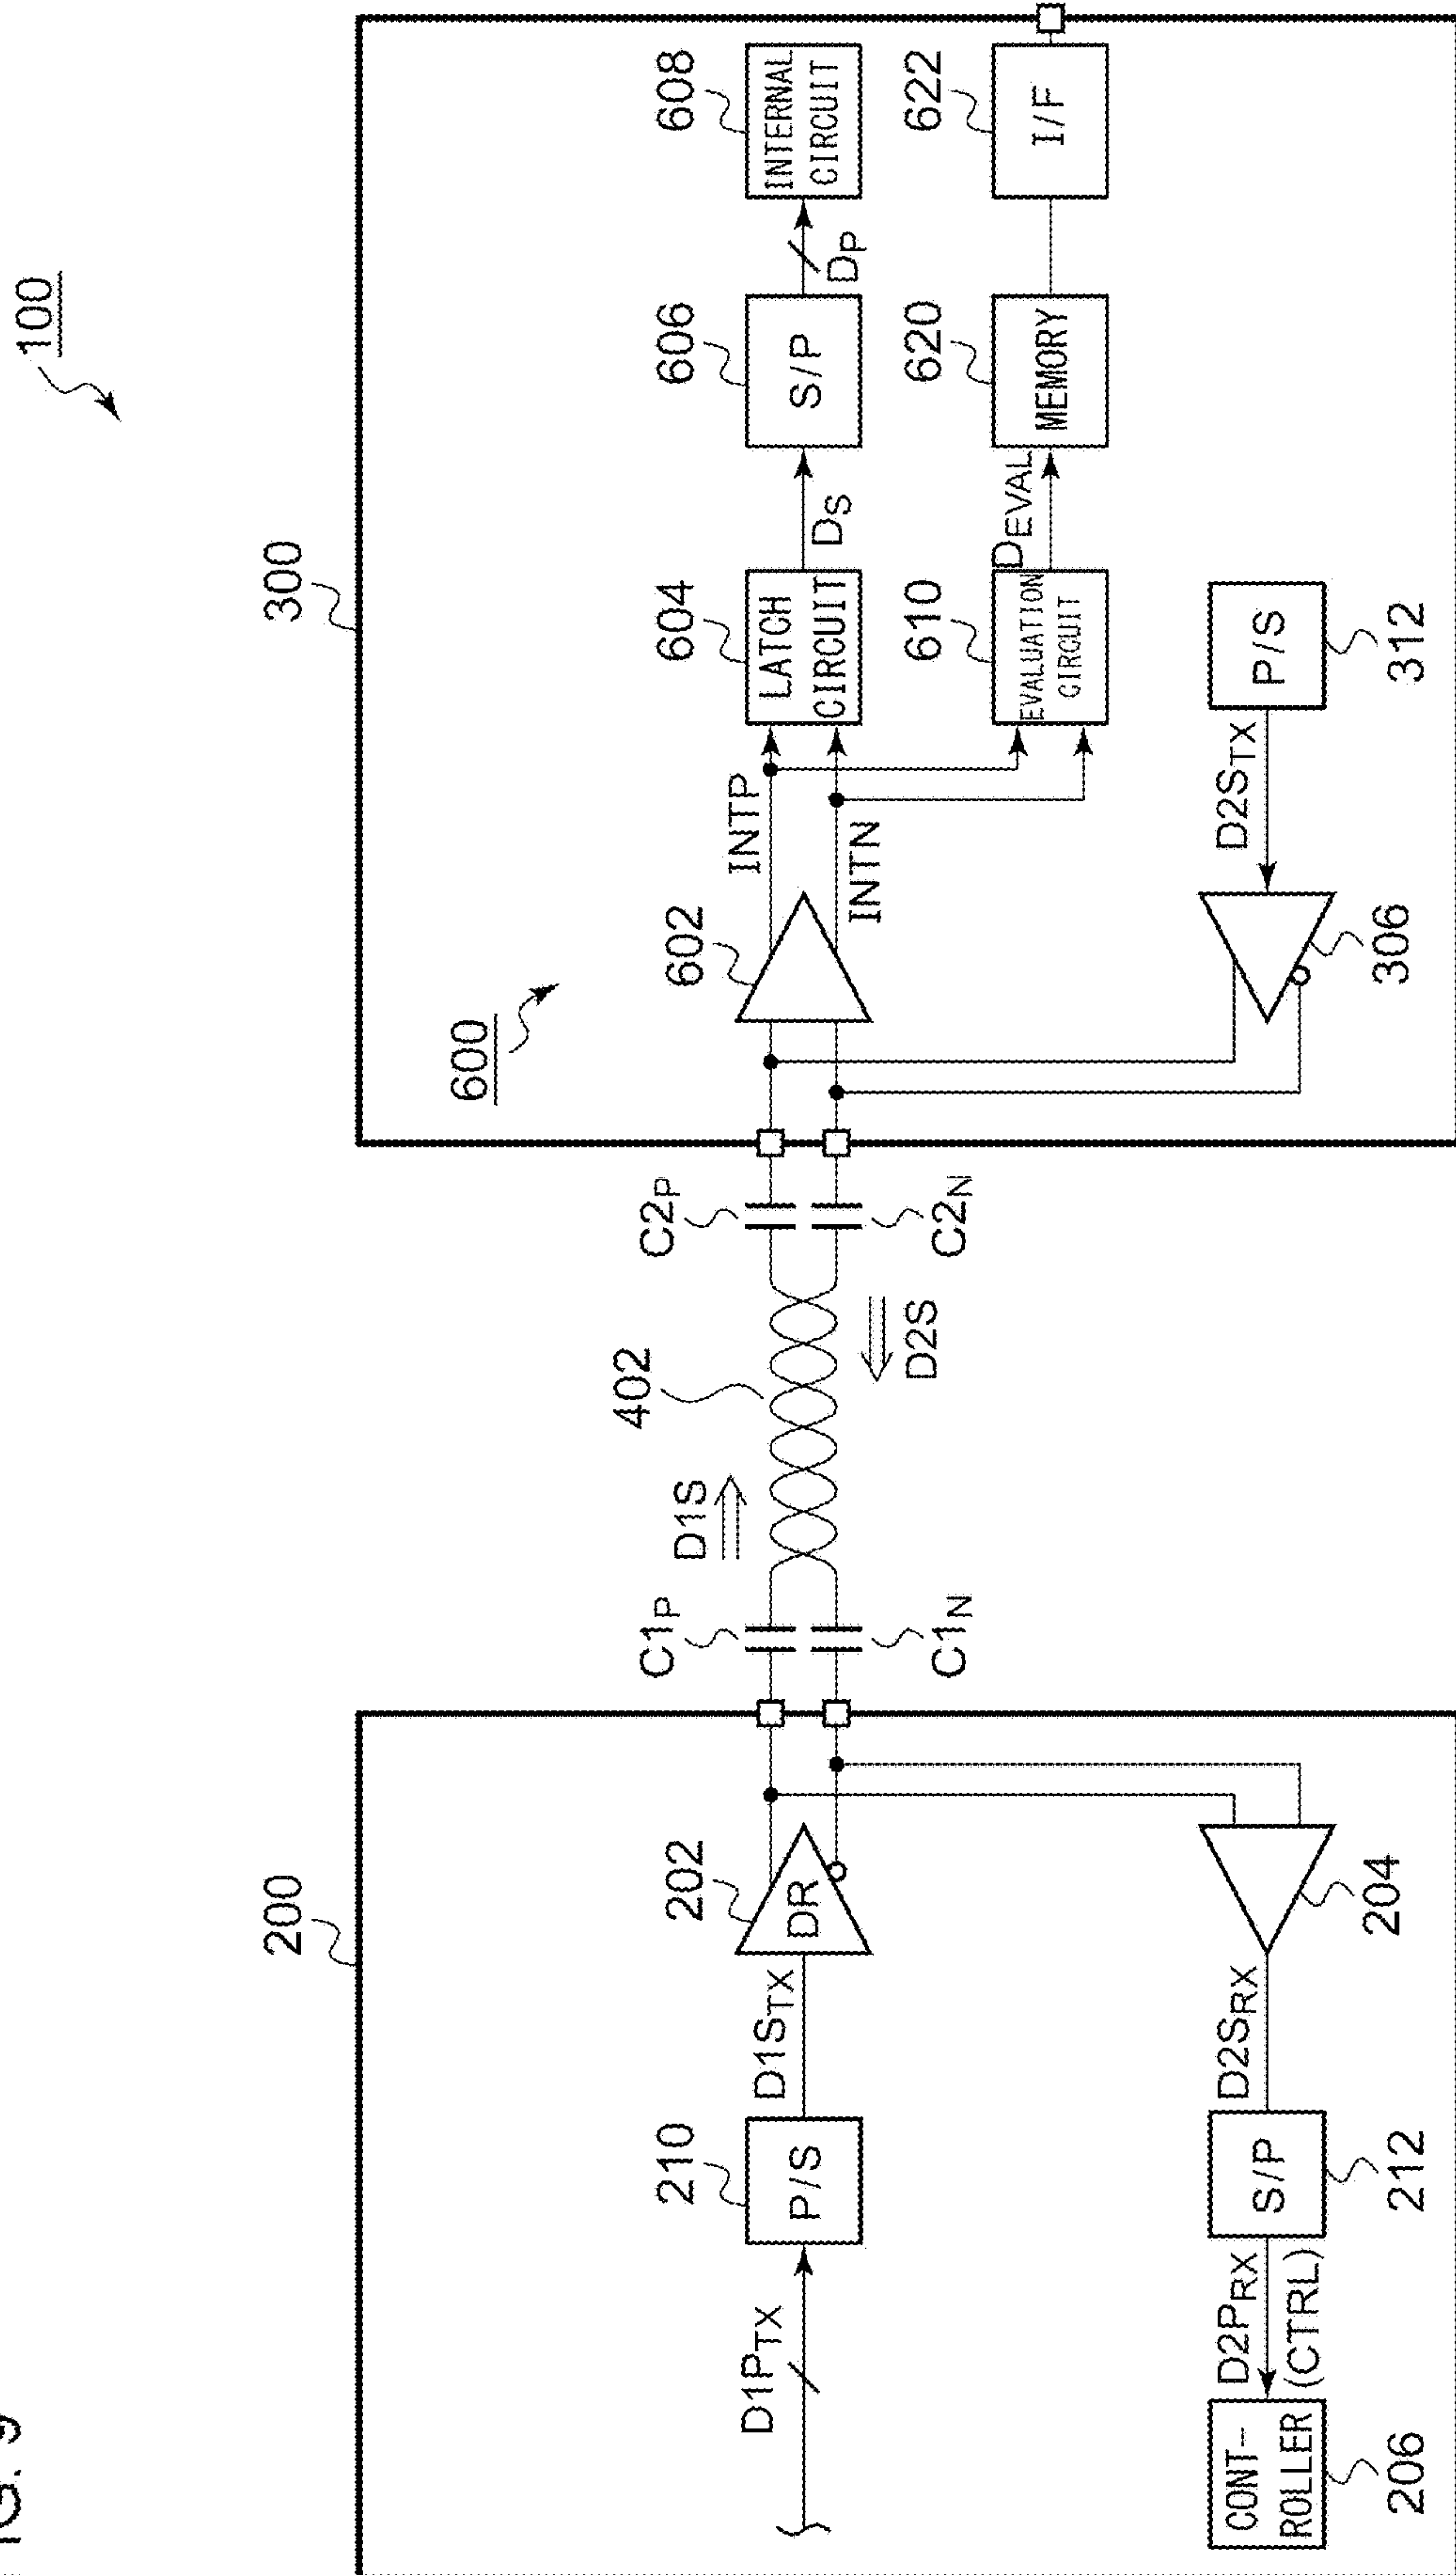 FIG. 9
100
200
300
210
P/S
D1PTX
D1STX
202
DR
C1P
D1S
402
C2P
C1N
D2S
C2N
600
602
INTP
INTN
604
LATCH
CIRCUIT
DS
606
S/P
DP
608
INTERNAL
CIRCUIT
610
EVALUATION
CIRCUIT
DEVAL
620
MEMORY
622
I/F
CONT-
ROLLER
206
D2PRX
(CTRL)
S/P
212
D2SRX
204
306
D2STX
P/S
312